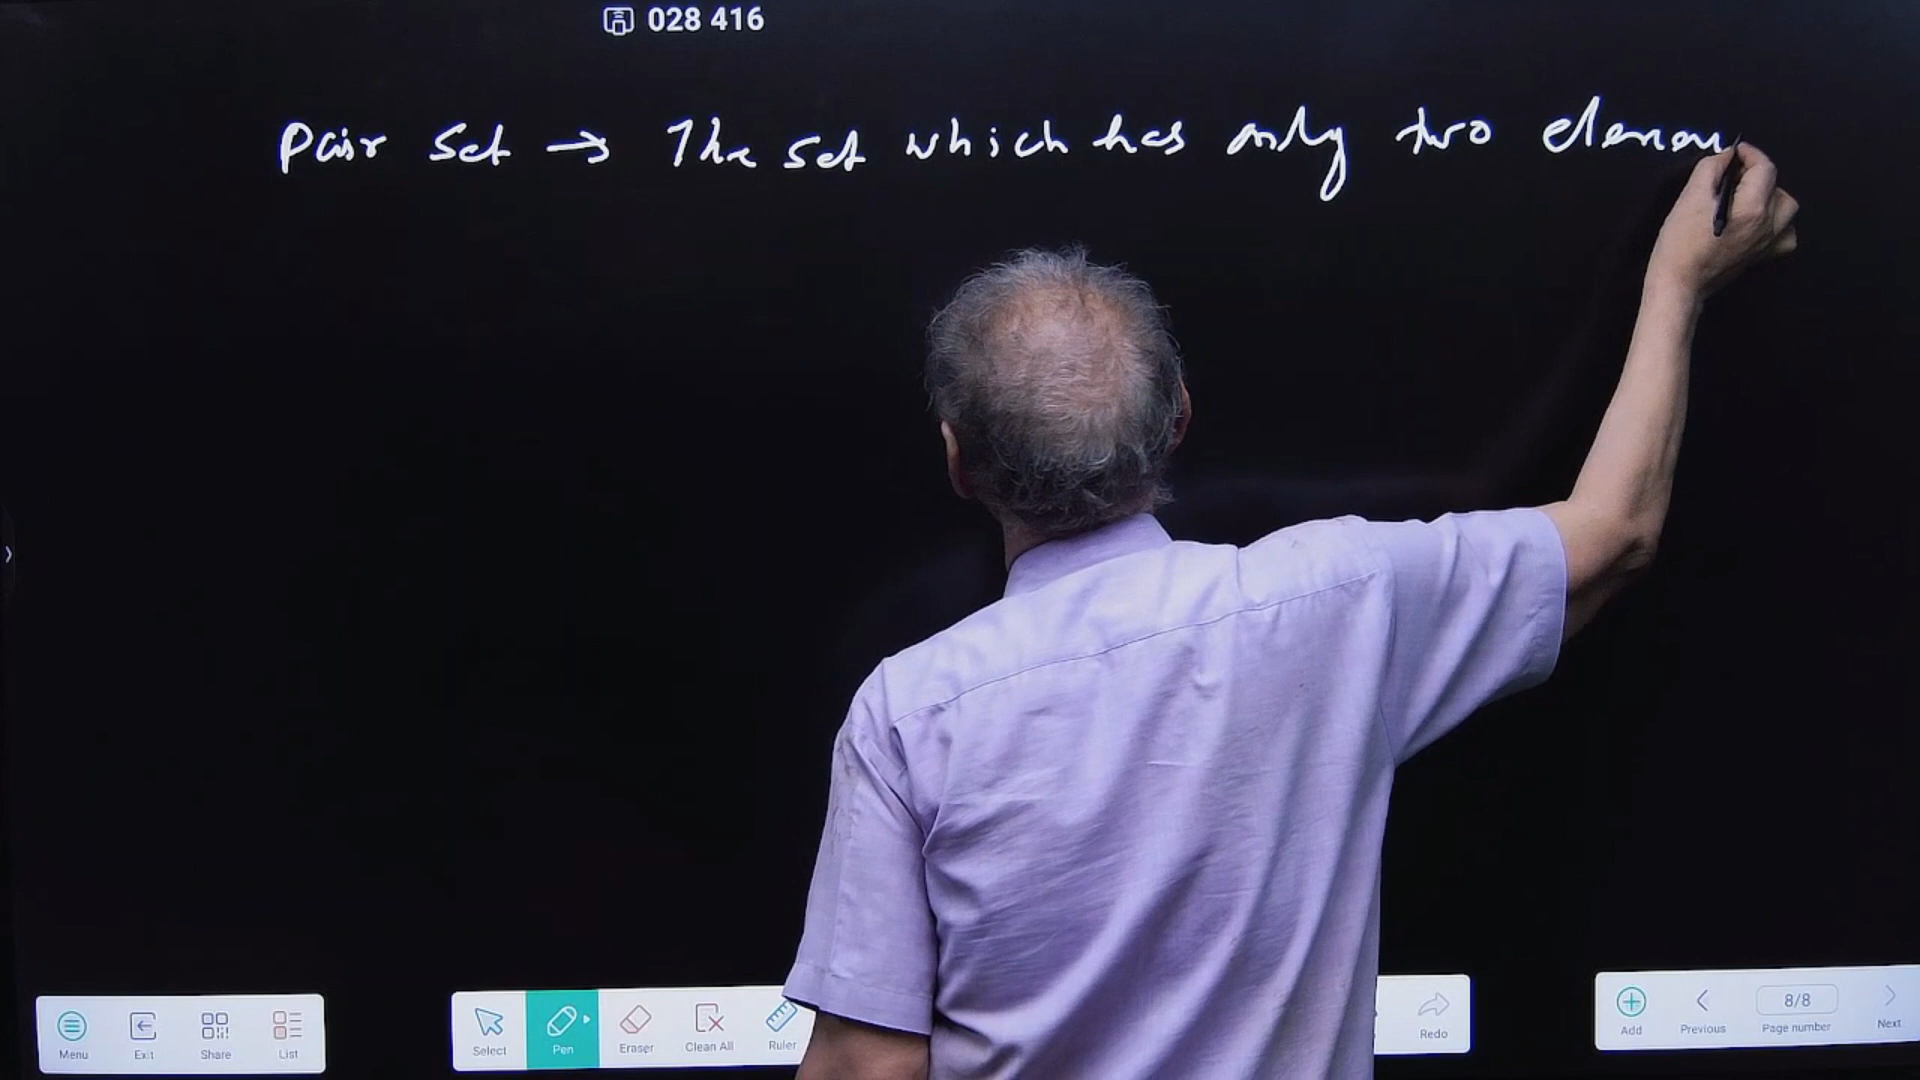 028 416
Pair Set → The set which has only two elemen
Menu Exit Share List Select Pen Eraser Clean All Ruler Redo Add Previous 8/8 Page number Next